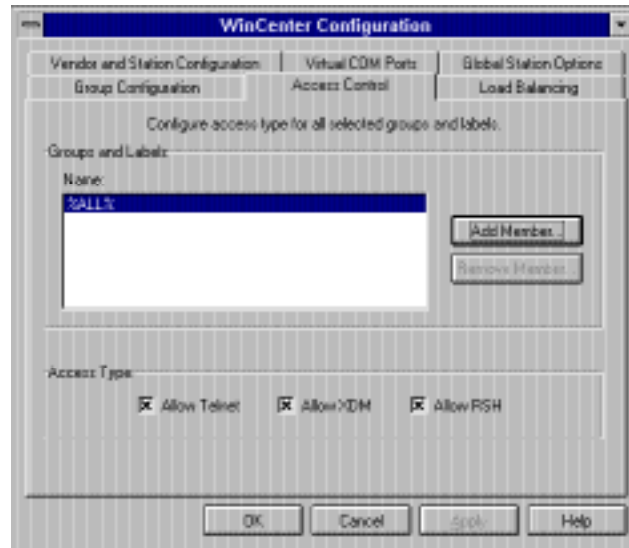 WinCenter Configuration
Vendor and Station Configuration
Virtual COM Ports
Global Station Options
Group Configuration
Access Control
Load Balancing
Configure access type for all selected groups and labels.
Groups and Labels
Name:
%ALL%
Add Member...
Remove Member...
Access Type
Allow Telnet
Allow XDM
Allow RSH
OK
Cancel
Apply
Help